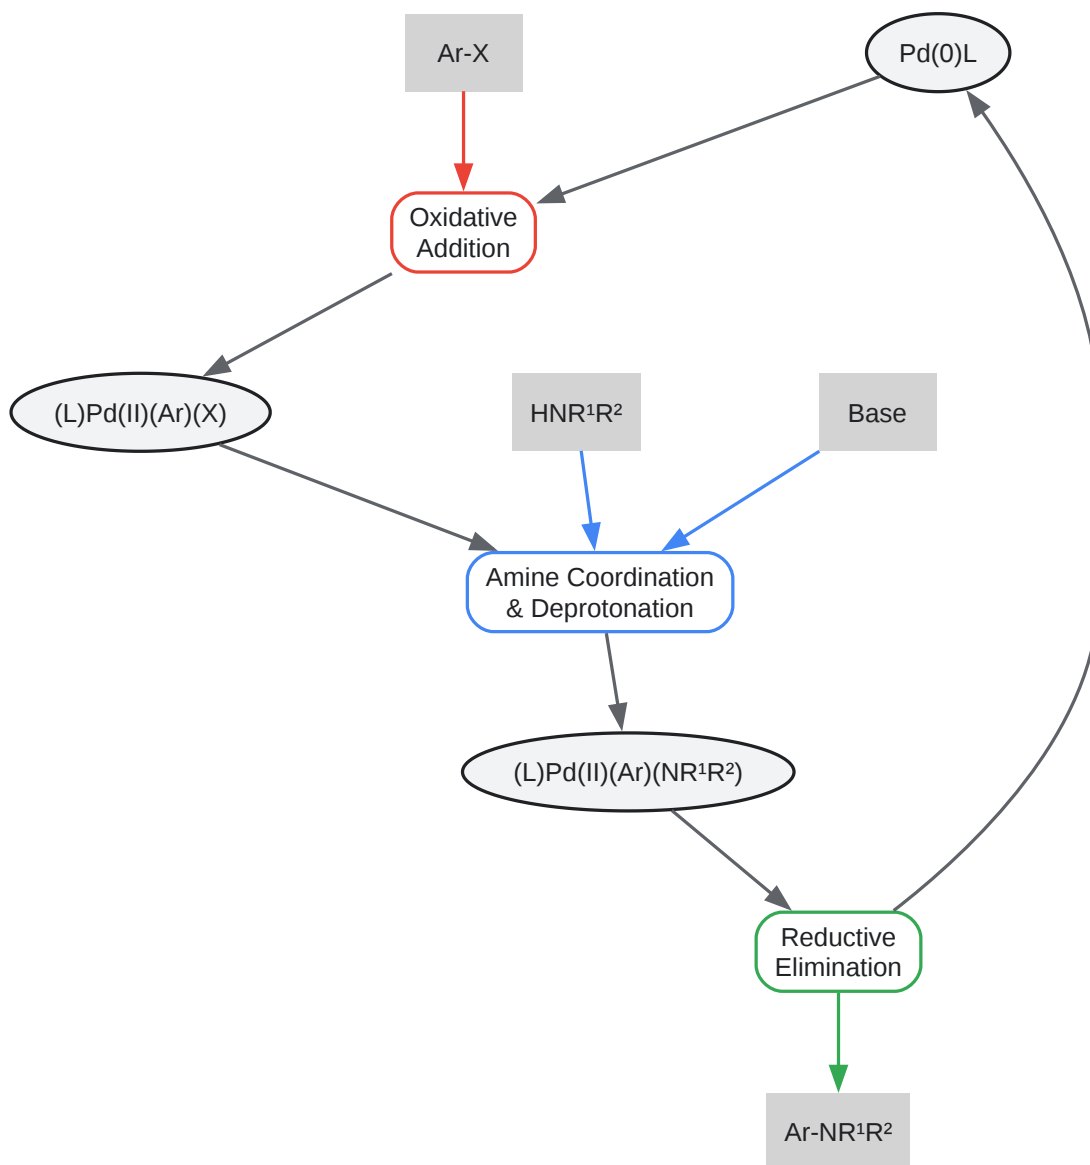 Ar-X
Pd(0)L
Oxidative
Addition
(L)Pd(II)(Ar)(X)
HNR¹R²
Base
Amine Coordination
& Deprotonation
(L)Pd(II)(Ar)(NR¹R²)
Reductive
Elimination
Ar-NR¹R²